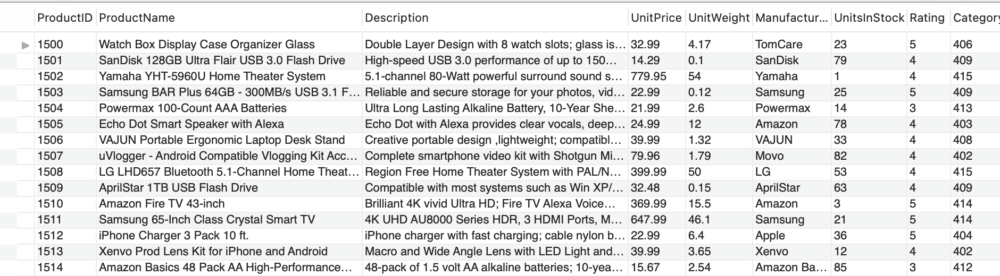 ProductID ProductName Description UnitPrice UnitWeight Manufactur... UnitsInStock Rating Category
1500 Watch Box Display Case Organizer Glass Double Layer Design with 8 watch slots; glass is... 32.99 4.17 TomCare 23 5 406
1501 SanDisk 128GB Ultra Flair USB 3.0 Flash Drive High-speed USB 3.0 performance of up to 150... 14.29 0.1 SanDisk 79 4 409
1502 Yamaha YHT-5960U Home Theater System 5.1-channel 80-Watt powerful surround sound s... 779.95 54 Yamaha 1 4 415
1503 Samsung BAR Plus 64GB - 300MB/s USB 3.1 F... Reliable and secure storage for your photos, vid... 22.99 0.12 Samsung 25 5 409
1504 Powermax 100-Count AAA Batteries Ultra Long Lasting Alkaline Battery, 10-Year She... 21.99 2.6 Powermax 14 3 413
1505 Echo Dot Smart Speaker with Alexa Echo Dot with Alexa provides clear vocals, deep... 24.99 12 Amazon 78 4 403
1506 VAJUN Portable Ergonomic Laptop Desk Stand Creative portable design ,lightweight; compatibl... 39.99 1.32 VAJUN 33 4 408
1507 uVlogger - Android Compatible Vlogging Kit Acc... Complete smartphone video kit with Shotgun Mi... 79.96 1.79 Movo 82 4 402
1508 LG LHD657 Bluetooth 5.1-Channel Home Theat... Region Free Home Theater System with PAL/N... 399.99 50 LG 53 4 415
1509 AprilStar 1TB USB Flash Drive Compatible with most systems such as Win XP/... 32.48 0.15 AprilStar 63 4 409
1510 Amazon Fire TV 43-inch Brilliant 4K vivid Ultra HD; Fire TV Alexa Voice... 369.99 15.5 Amazon 3 5 414
1511 Samsung 65-Inch Class Crystal Smart TV 4K UHD AU8000 Series HDR, 3 HDMI Ports, M... 647.99 46.1 Samsung 21 5 414
1512 iPhone Charger 3 Pack 10 ft. iPhone charger with fast charging; cable nylon b... 22.99 6.4 Apple 36 5 404
1513 Xenvo Prod Lens Kit for iPhone and Android Macro and Wide Angle Lens with LED Light and... 39.99 3.65 Xenvo 12 4 402
1514 Amazon Basics 48 Pack AA High-Performance... 48-pack of 1.5 volt AA alkaline batteries; 10-yea... 15.67 2.54 Amazon Ba... 85 3 412